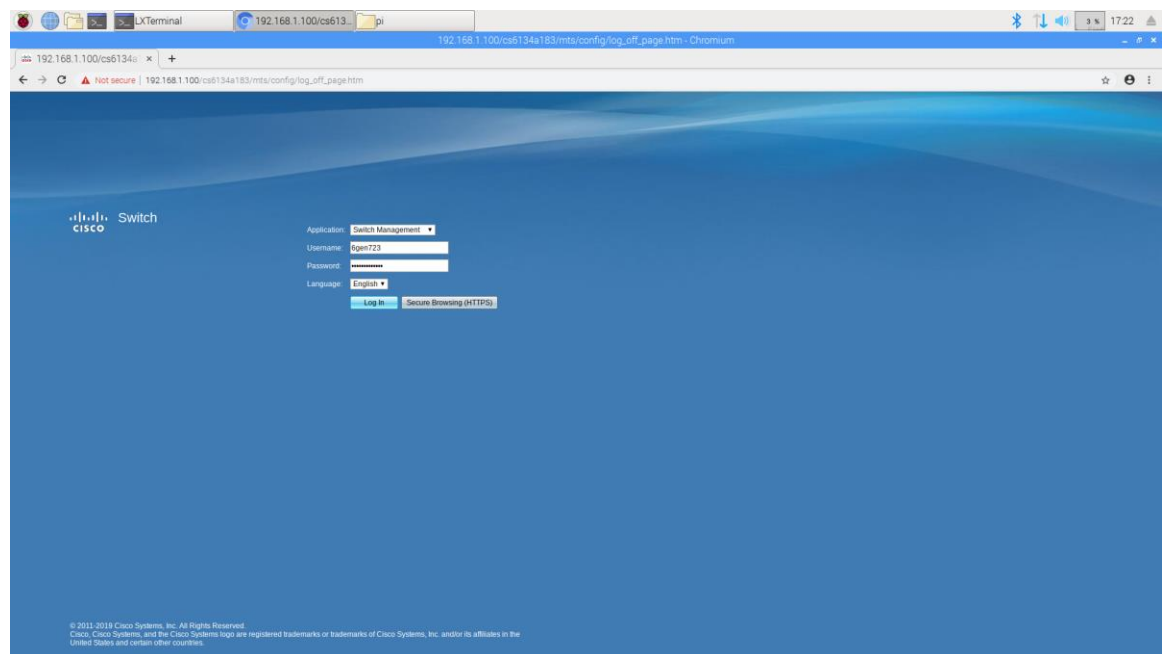 LXTerminal 192.168.1.100/cs613... pi 3 % 17:22
192.168.1.100/cs6134a183/mts/config/log_off_page.htm - Chromium
192.168.1.100/cs6134a × +
Not secure | 192.168.1.100/cs6134a183/mts/config/log_off_page.htm
CISCO Switch
Application: Switch Management
Username: 6gen723
Password: •••••••••••••
Language: English
Log In Secure Browsing (HTTPS)
© 2011-2019 Cisco Systems, Inc. All Rights Reserved.
Cisco, Cisco Systems, and the Cisco Systems logo are registered trademarks or trademarks of Cisco Systems, Inc. and/or its affiliates in the
United States and certain other countries.